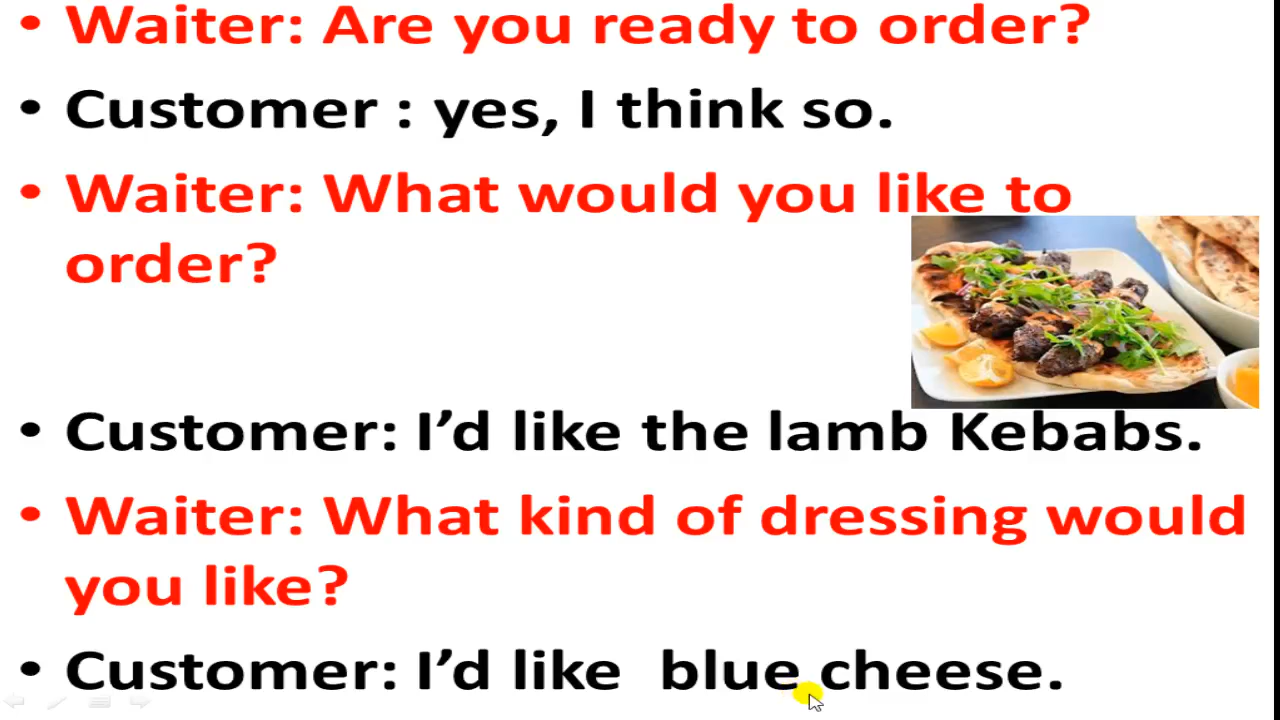 • Waiter: Are you ready to order?
• Customer : yes, I think so.
• Waiter: What would you like to
order?
• Customer: I’d like the lamb Kebabs.
• Waiter: What kind of dressing would
you like?
• Customer: I’d like  blue cheese.